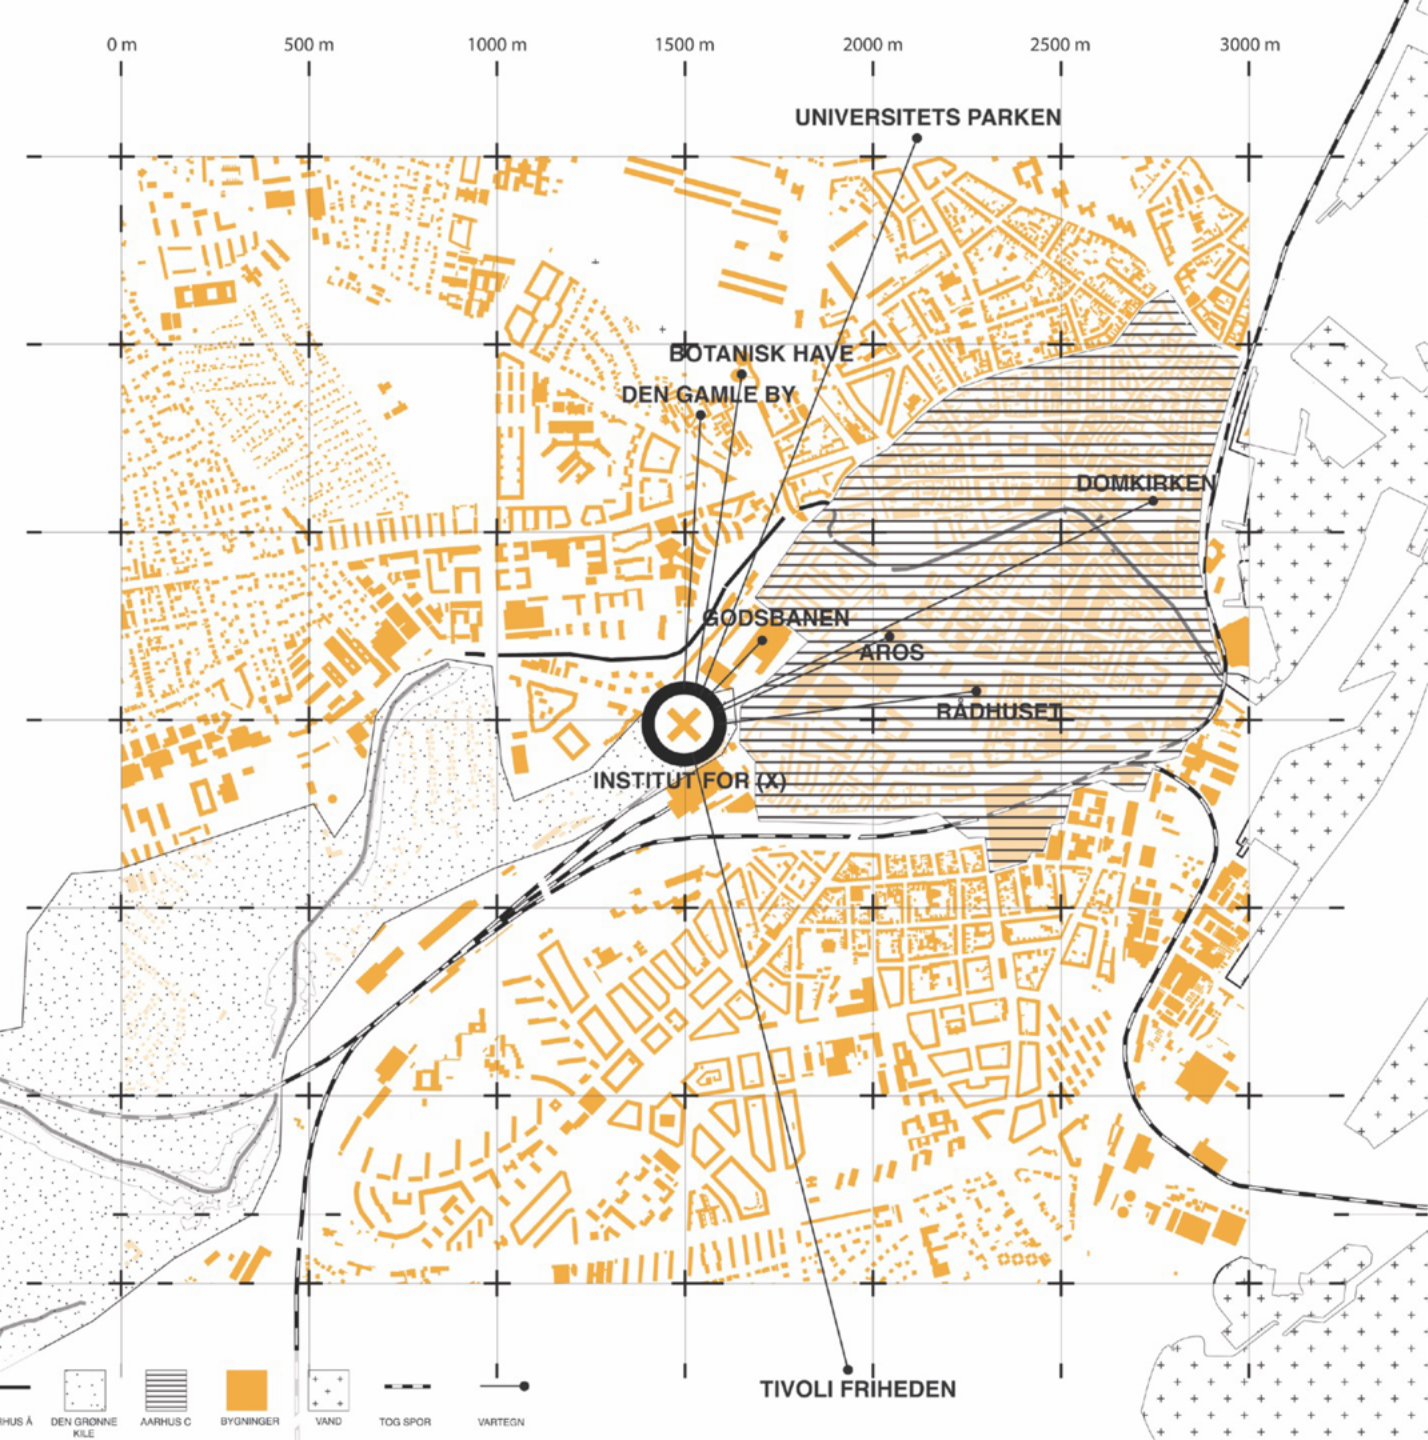 0 m 500 m 1000 m 1500 m 2000 m 2500 m 3000 m
UNIVERSITETS PARKEN
BOTANISK HAVE
DEN GAMLE BY
DOMKIRKEN
GODSBANEN
AROS
RÅDHUSET
INSTITUT FOR (X)
TIVOLI FRIHEDEN
HUS Å DEN GRØNNE KILE AARHUS C BYGNINGER VAND TOG SPOR VARTEGN